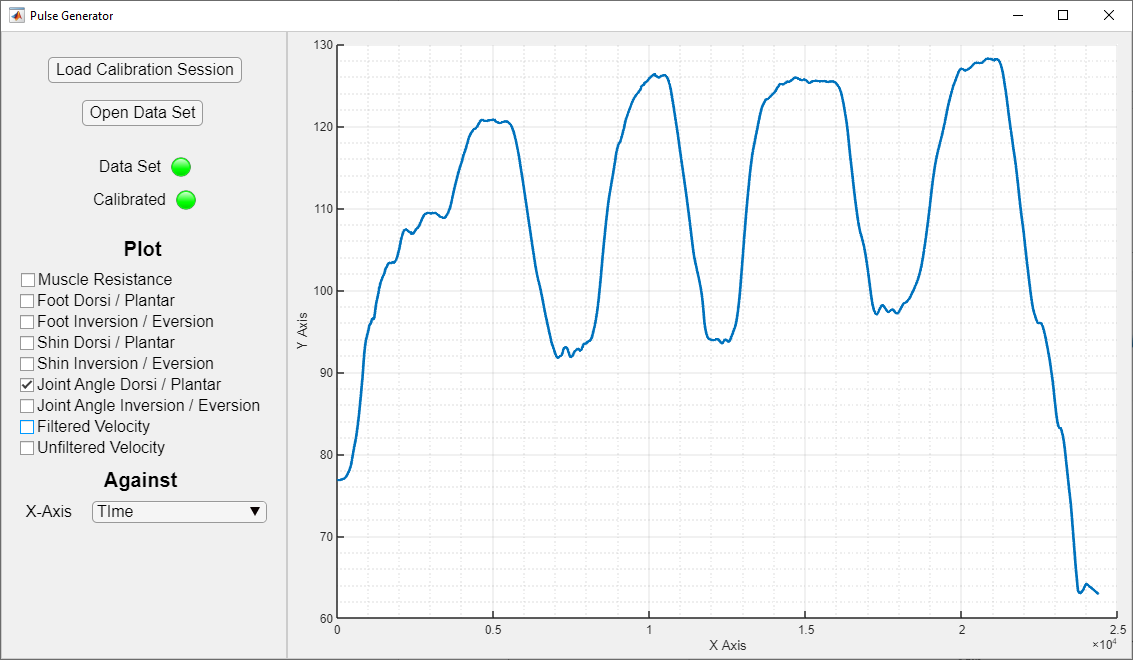 Pulse Generator
Load Calibration Session
Open Data Set
Data Set
Calibrated
Plot
Muscle Resistance
Foot Dorsi / Plantar
Foot Inversion / Eversion
Shin Dorsi / Plantar
Shin Inversion / Eversion
Joint Angle Dorsi / Plantar
Joint Angle Inversion / Eversion
Filtered Velocity
Unfiltered Velocity
Against
X-Axis TIme
130
120
110
100
90
80
70
60
Y Axis
0 0.5 1 1.5 2 2.5
X Axis
×10⁴